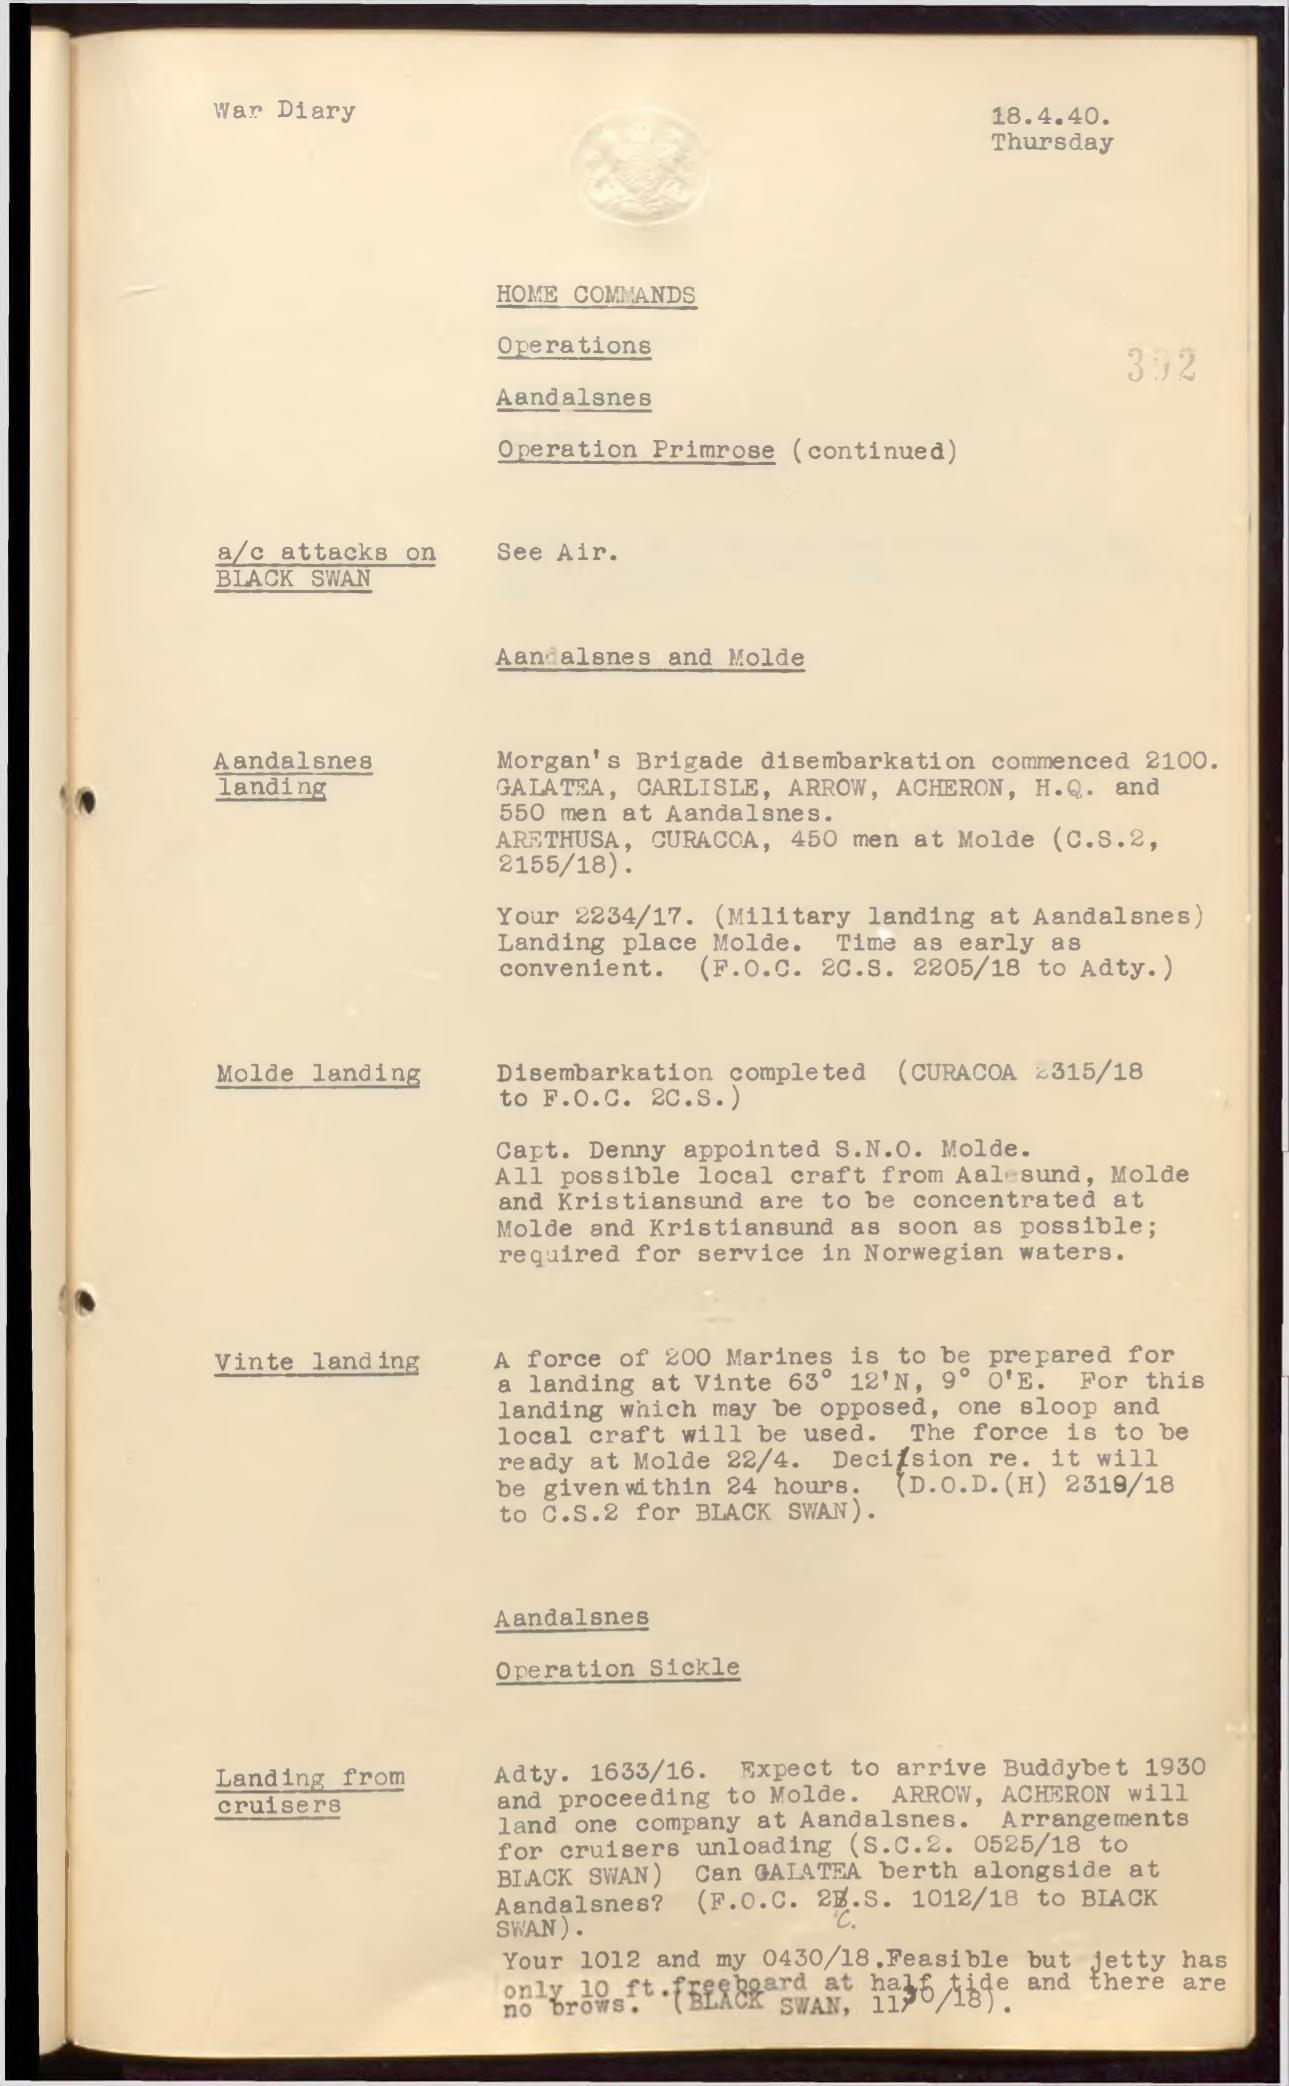 War Diary
18.4.40.
Thursday
HOME COMMANDS
Operations
392
Aandalsnes
Operation Primrose (continued)
a/c attacks on
BLACK SWAN
See Air.
Aandalsnes and Molde
Aandalsnes
landing
Morgan's Brigade disembarkation commenced 2100.
GALATEA, CARLISLE, ARROW, ACHERON, H.Q. and
550 men at Aandalsnes.
ARETHUSA, CURACOA, 450 men at Molde (C.S.2,
2155/18).
Your 2234/17. (Military landing at Aandalsnes)
Landing place Molde. Time as early as
convenient. (F.O.C. 2C.S. 2205/18 to Adty.)
Molde landing
Disembarkation completed (CURACOA 2315/18
to F.O.C. 2C.S.)
Capt. Denny appointed S.N.O. Molde.
All possible local craft from Aalesund, Molde
and Kristiansund are to be concentrated at
Molde and Kristiansund as soon as possible;
required for service in Norwegian waters.
Vinte landing
A force of 200 Marines is to be prepared for
a landing at Vinte 63° 12'N, 9° 0'E. For this
landing which may be opposed, one sloop and
local craft will be used. The force is to be
ready at Molde 22/4. Decision re. it will
be given within 24 hours. (D.O.D.(H) 2319/18
to C.S.2 for BLACK SWAN).
Aandalsnes
Operation Sickle
Landing from
cruisers
Adty. 1633/16. Expect to arrive Buddybet 1930
and proceeding to Molde. ARROW, ACHERON will
land one company at Aandalsnes. Arrangements
for cruisers unloading (S.C.2. 0525/18 to
BLACK SWAN) Can GALATEA berth alongside at
Aandalsnes? (F.O.C. 2C.S. 1012/18 to BLACK
SWAN).
Your 1012 and my 0430/18.Feasible but jetty has
only 10 ft.freeboard at half tide and there are
no brows. (BLACK SWAN, 1130/18).